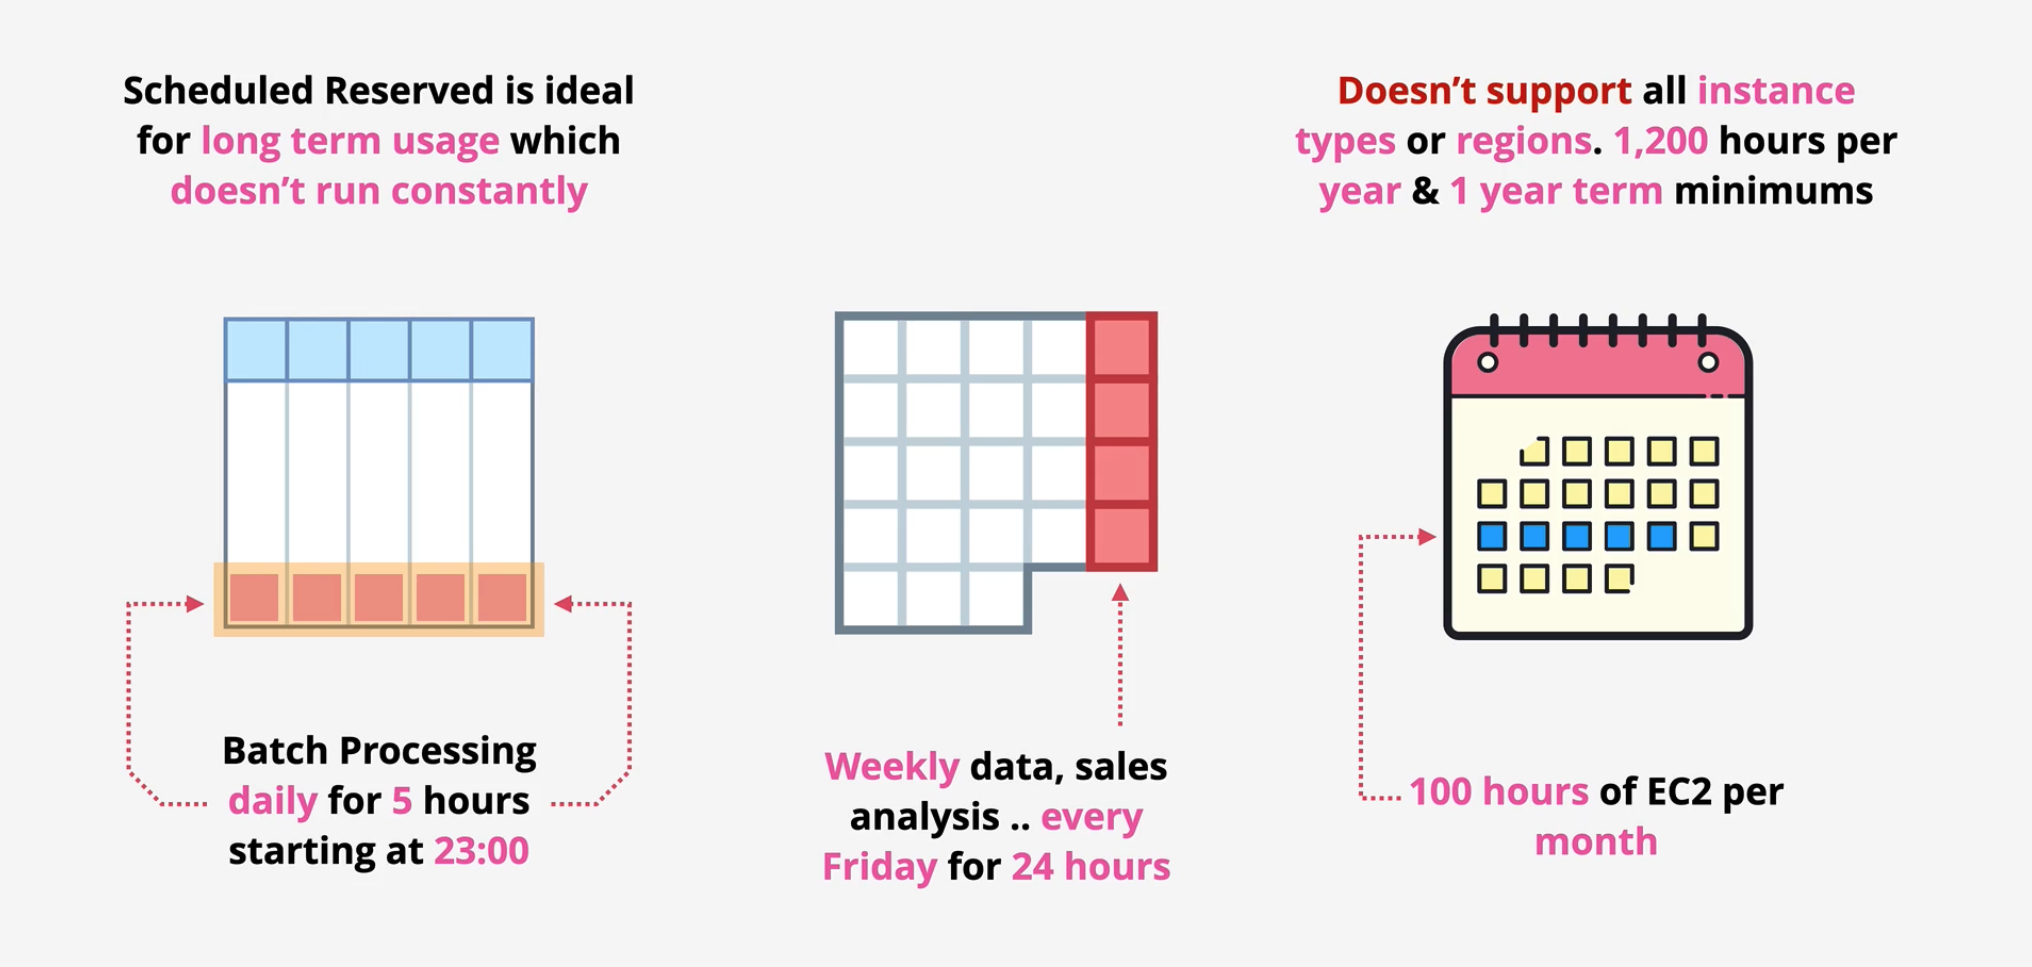 Scheduled Reserved is ideal
for long term usage which
doesn’t run constantly
Doesn’t support all instance
types or regions. 1,200 hours per
year & 1 year term minimums
Batch Processing
daily for 5 hours
starting at 23:00
Weekly data, sales
analysis .. every
Friday for 24 hours
100 hours of EC2 per
month